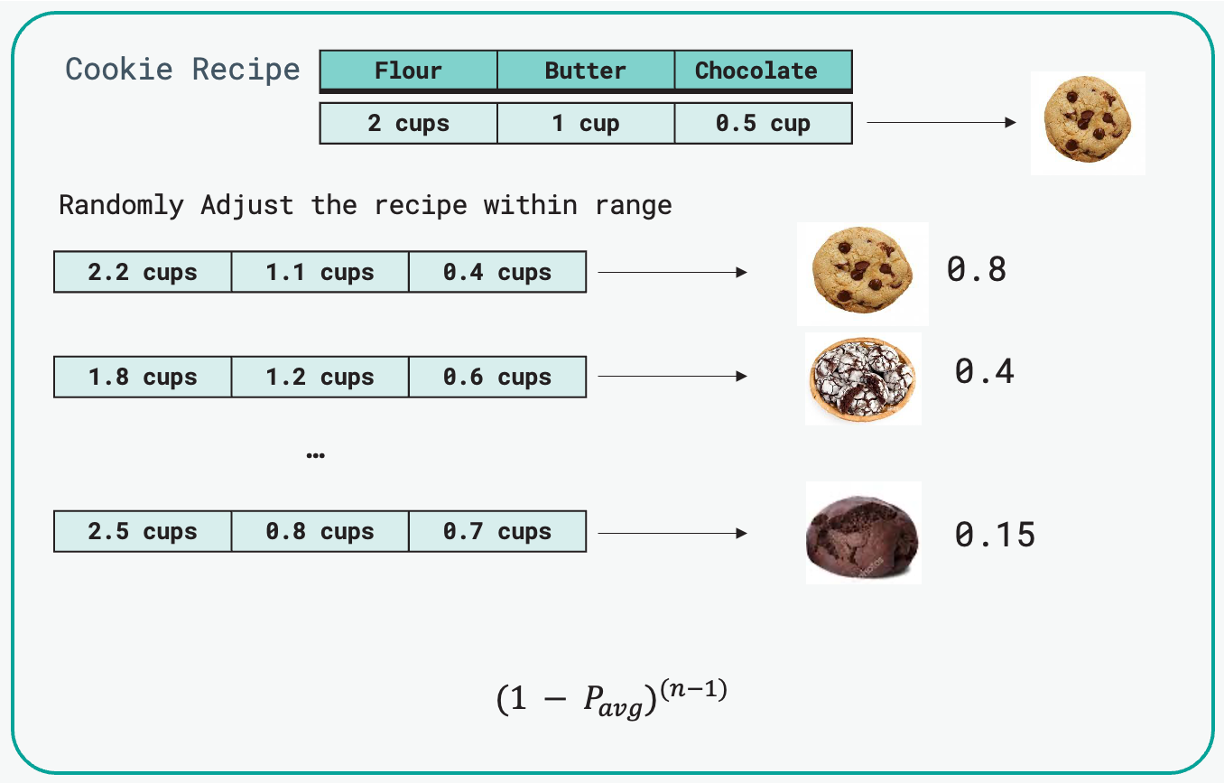 Cookie Recipe Flour Butter Chocolate
2 cups 1 cup 0.5 cup
Randomly Adjust the recipe within range
2.2 cups 1.1 cups 0.4 cups 0.8
1.8 cups 1.2 cups 0.6 cups 0.4
...
2.5 cups 0.8 cups 0.7 cups 0.15
(1 − P_avg)^(n−1)